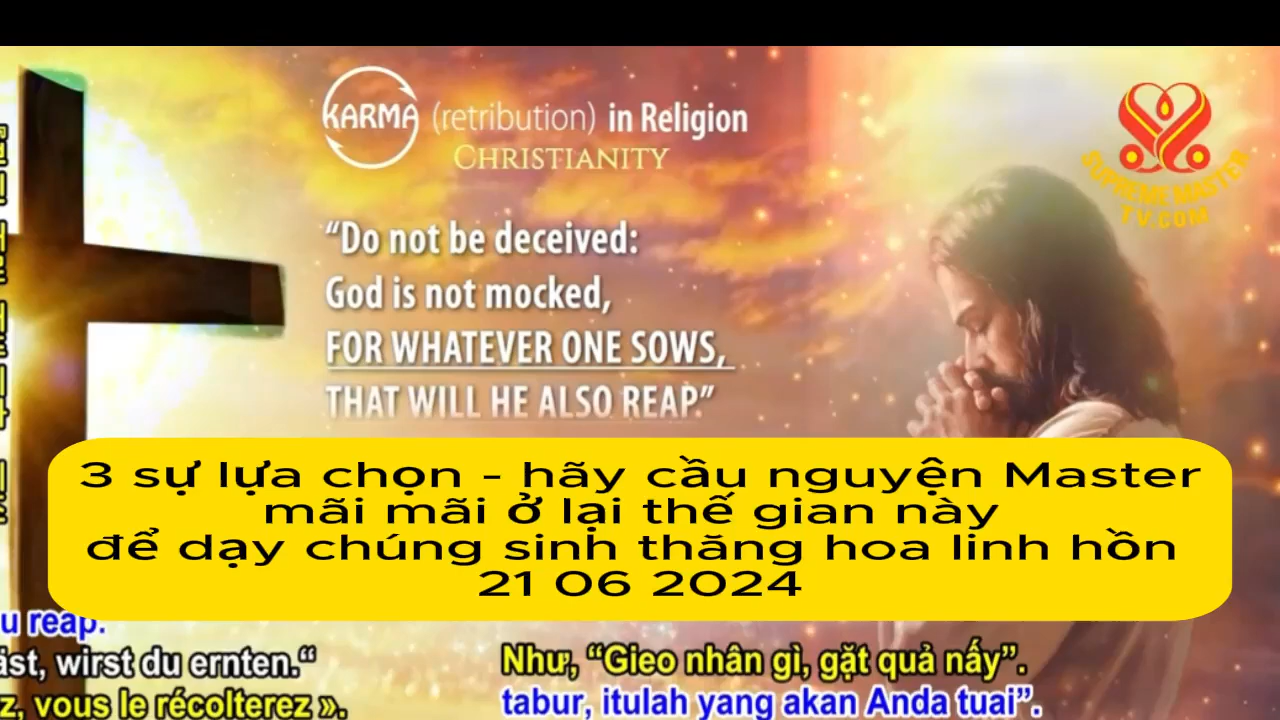 KARMA (retribution) in Religion
CHRISTIANITY
“Do not be deceived:
God is not mocked,
FOR WHATEVER ONE SOWS,
THAT WILL HE ALSO REAP.”
SUPREME MASTER
TV.COM
3 sự lựa chọn - hãy cầu nguyện Master
mãi mãi ở lại thế gian này
để dạy chúng sinh thăng hoa linh hồn
21 06 2024
u reap.
äst, wirst du ernten.“
z, vous le récolterez ».
Như, “Gieo nhân gì, gặt quả nấy”.
tabur, itulah yang akan Anda tuai”.